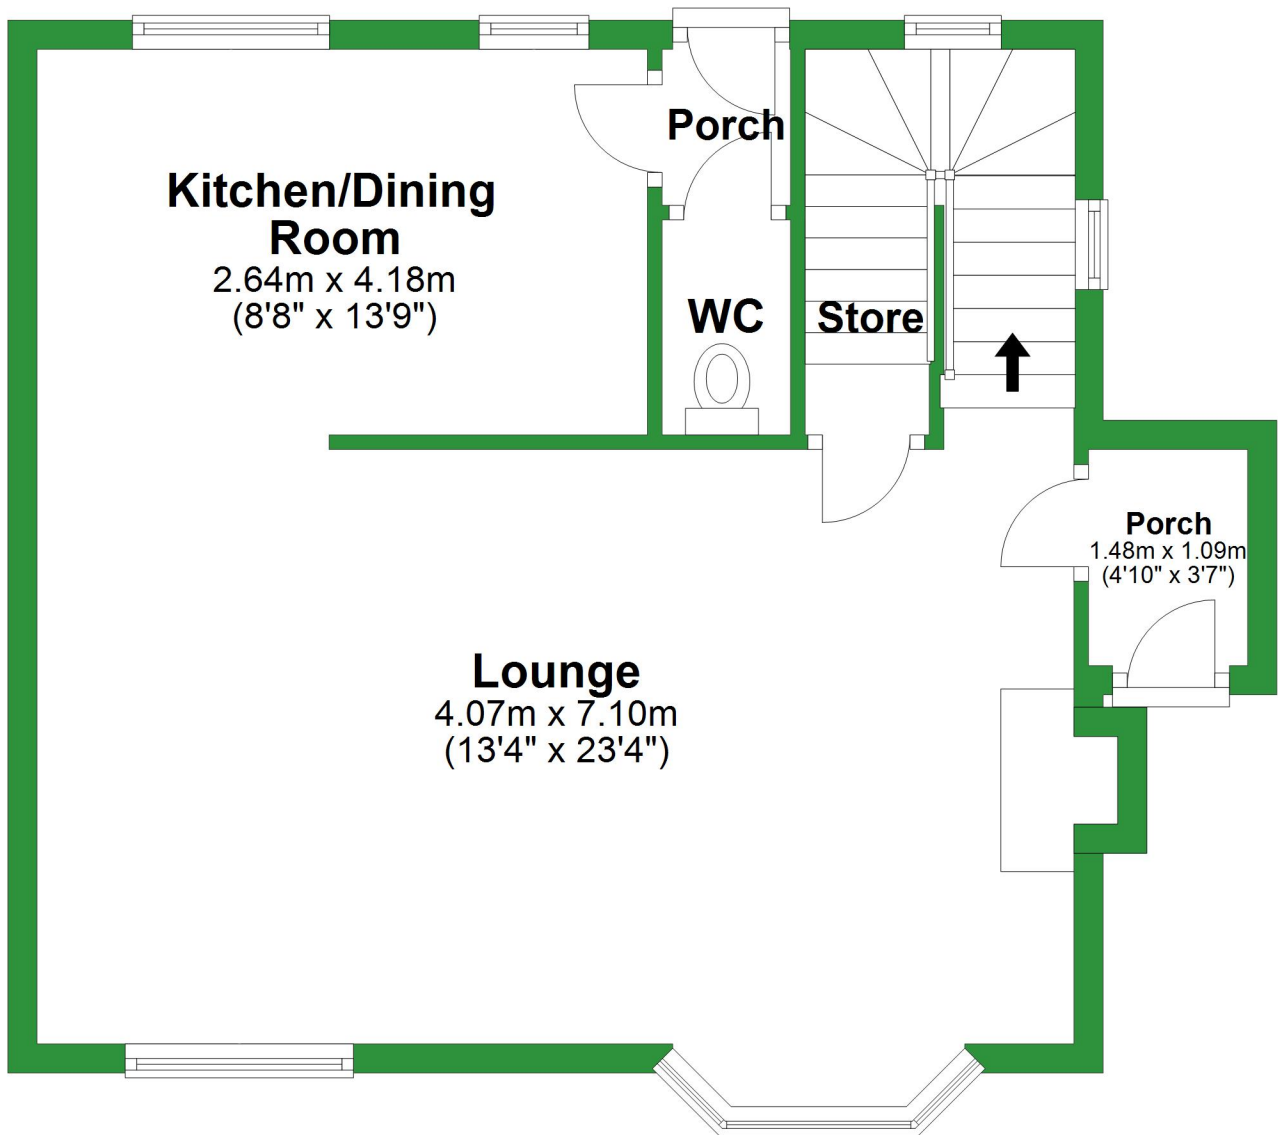 Porch
Kitchen/Dining
Room
2.64m x 4.18m
(8'8" x 13'9")
WC
Store
Porch
1.48m x 1.09m
(4'10" x 3'7")
Lounge
4.07m x 7.10m
(13'4" x 23'4")